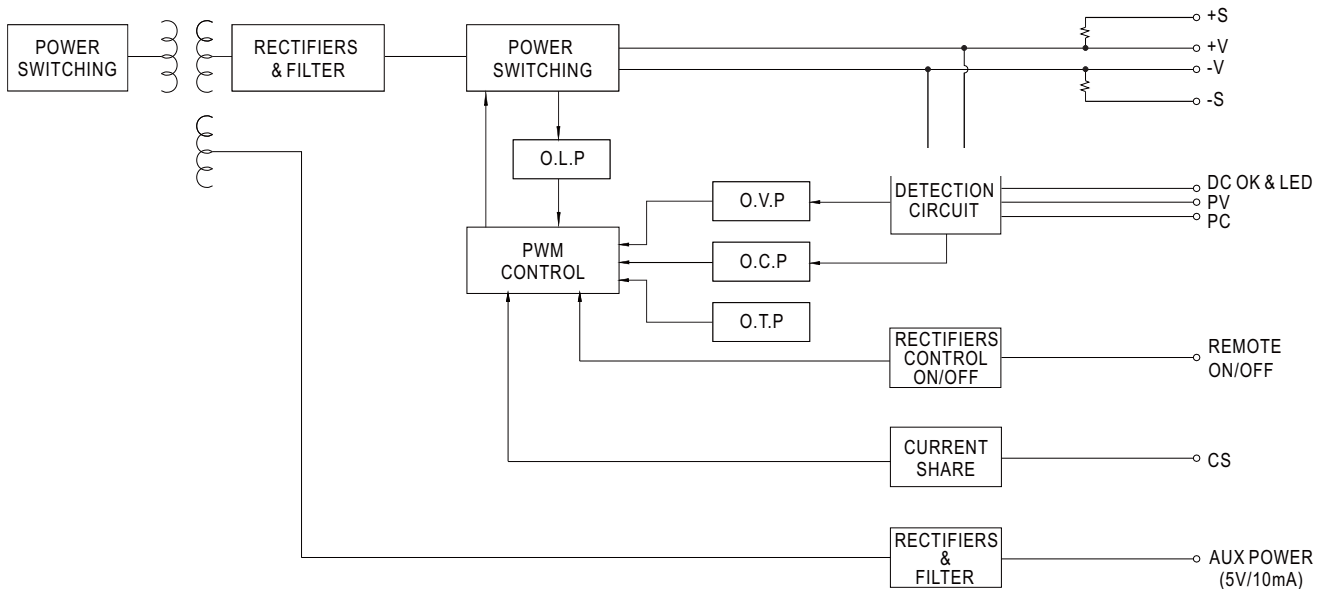 POWER
SWITCHING
RECTIFIERS
& FILTER
POWER
SWITCHING
+S
+V
-V
-S
O.L.P
O.V.P
DETECTION
CIRCUIT
DC OK & LED
PV
PC
PWM
CONTROL
O.C.P
O.T.P
RECTIFIERS
CONTROL
ON/OFF
REMOTE
ON/OFF
CURRENT
SHARE
CS
RECTIFIERS
&
FILTER
AUX POWER
(5V/10mA)